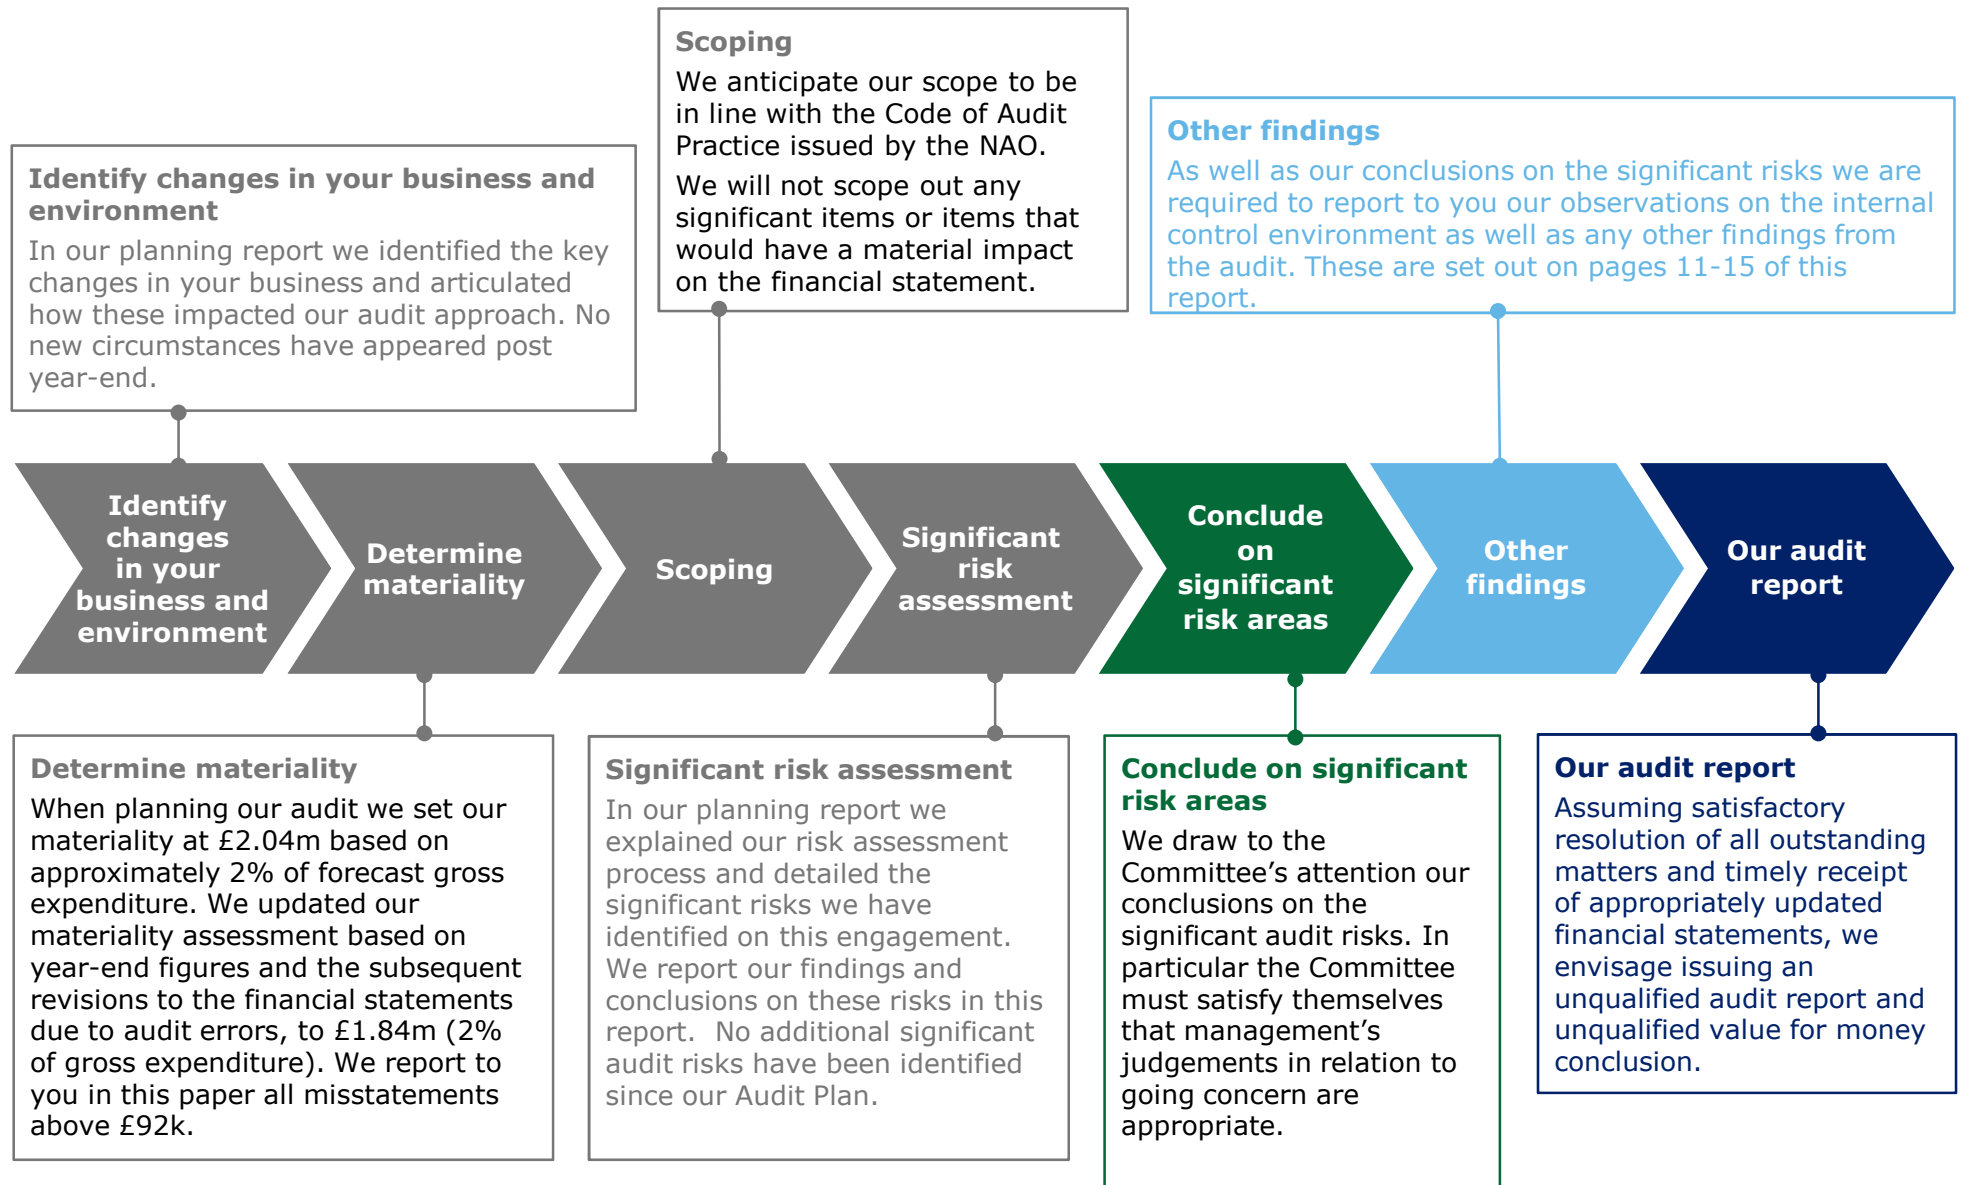 Scoping
We anticipate our scope to be
in line with the Code of Audit
Practice issued by the NAO.
We will not scope out any
significant items or items that
would have a material impact
on the financial statement.
Other findings
As well as our conclusions on the significant risks we are
required to report to you our observations on the internal
control environment as well as any other findings from
the audit. These are set out on pages 11-15 of this
report.
Identify changes in your business and
environment
In our planning report we identified the key
changes in your business and articulated
how these impacted our audit approach. No
new circumstances have appeared post
year-end.
Identify
changes
in your
business and
environment
Determine
materiality
Scoping
Significant
risk
assessment
Conclude
on
significant
risk areas
Other
findings
Our audit
report
Determine materiality
When planning our audit we set our
materiality at £2.04m based on
approximately 2% of forecast gross
expenditure. We updated our
materiality assessment based on
year-end figures and the subsequent
revisions to the financial statements
due to audit errors, to £1.84m (2%
of gross expenditure). We report to
you in this paper all misstatements
above £92k.
Significant risk assessment
In our planning report we
explained our risk assessment
process and detailed the
significant risks we have
identified on this engagement.
We report our findings and
conclusions on these risks in this
report.  No additional significant
audit risks have been identified
since our Audit Plan.
Conclude on significant
risk areas
We draw to the
Committee’s attention our
conclusions on the
significant audit risks. In
particular the Committee
must satisfy themselves
that management’s
judgements in relation to
going concern are
appropriate.
Our audit report
Assuming satisfactory
resolution of all outstanding
matters and timely receipt
of appropriately updated
financial statements, we
envisage issuing an
unqualified audit report and
unqualified value for money
conclusion.